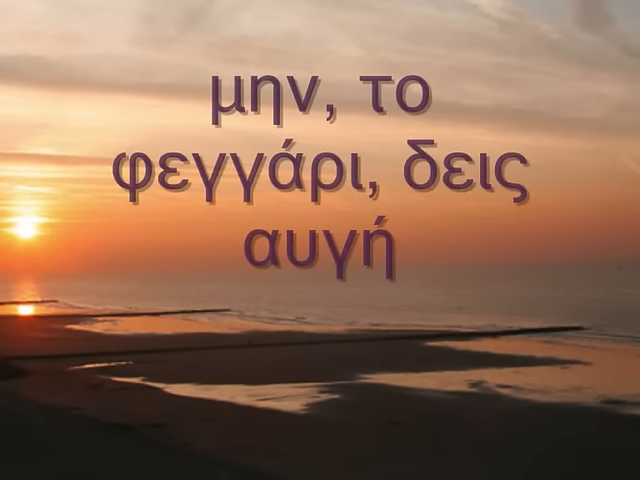 μην, το
φεγγάρι, δεις
αυγή